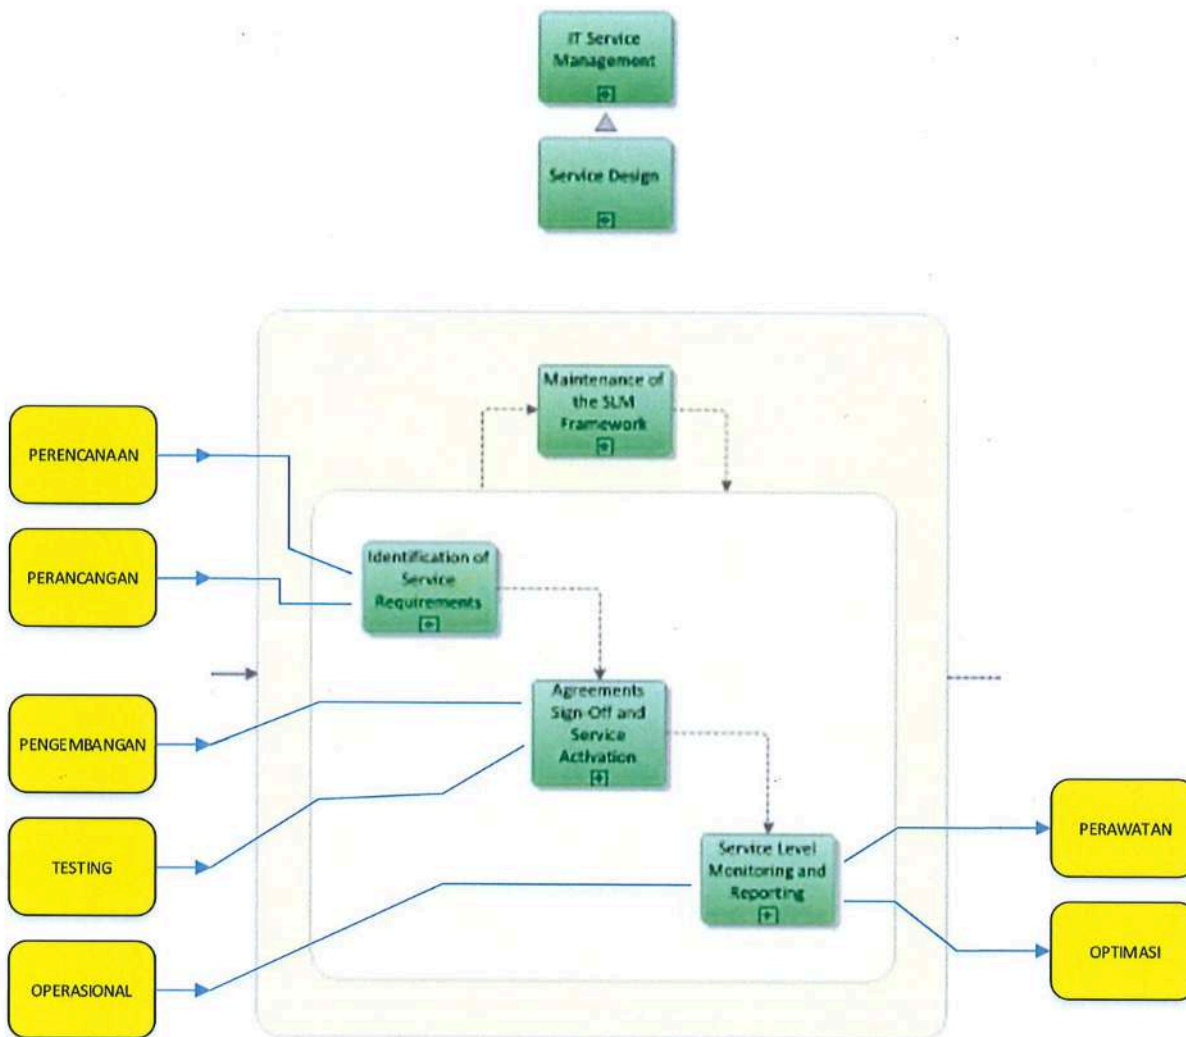 IT Service
Management
Service Design
Maintenance of
the SLM
Framework
PERENCANAAN
PERANCANGAN
Identification of
Service
Requirements
PENGEMBANGAN
Agreements
Sign-Off and
Service
Activation
TESTING
Service Level
Monitoring and
Reporting
PERAWATAN
OPERASIONAL
OPTIMASI